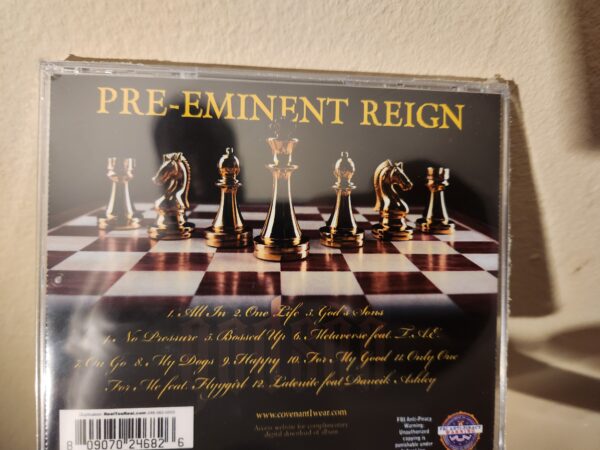 PRE-EMINENT REIGN
1. All In 2. One Life 3. God's Sons
4. No Pressure 5. Bossed Up 6. Metaverse feat. T.A.E.
7. On Go 8. My Dogs 9. Happy 10. For My Good 11. Only One
For Me feat. Flyygirl 12. Latenite feat Ashley
www.covenant1wear.com
Access website for complimentary
digital download of album
8 09070 24682 6
FBI Anti-Piracy
Warning:
Unauthorized
copying is
punishable under